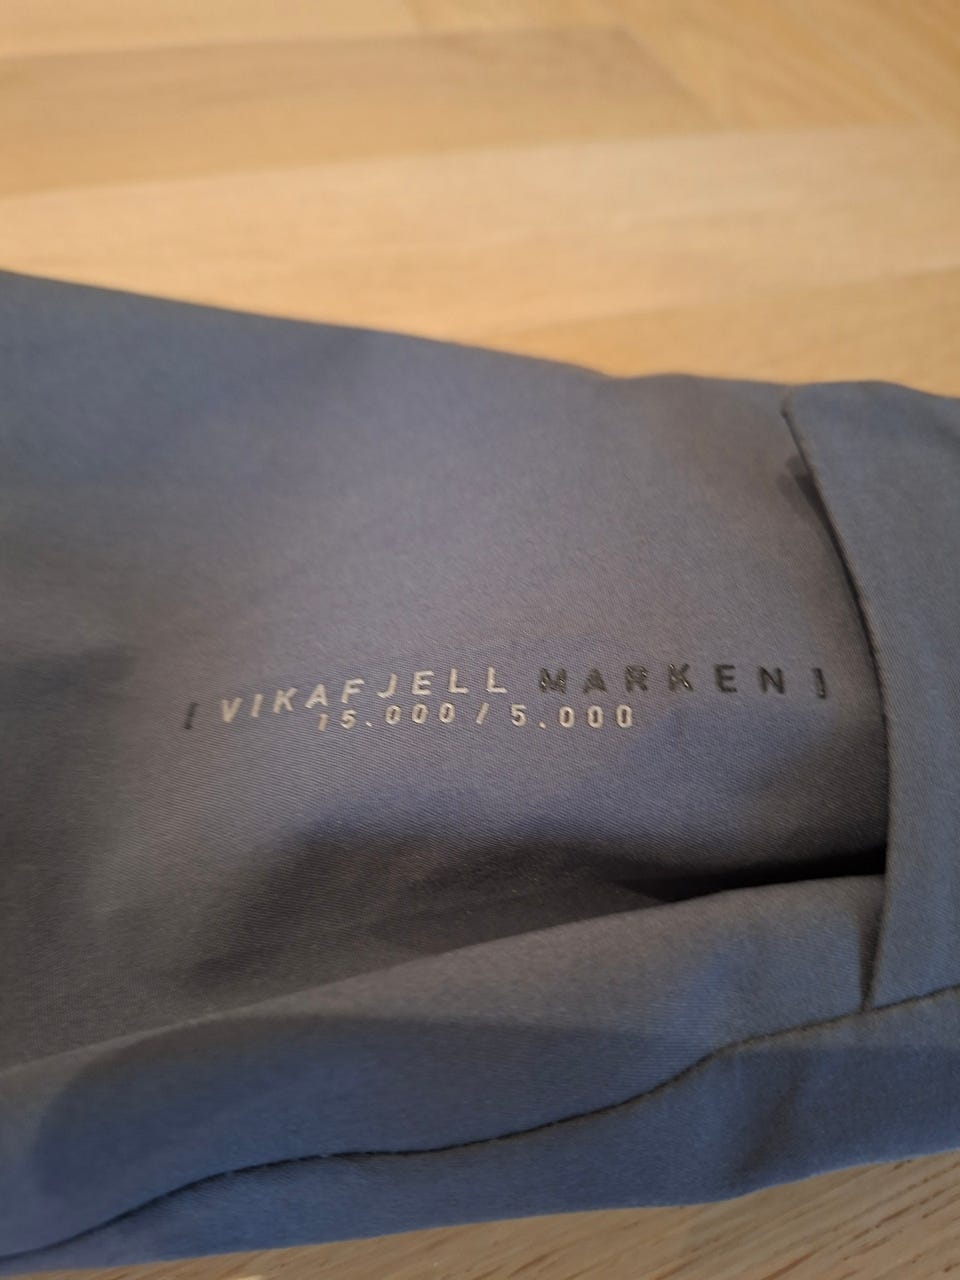 [ VIKAFJELL MARKEN ]
15.000 / 5.000